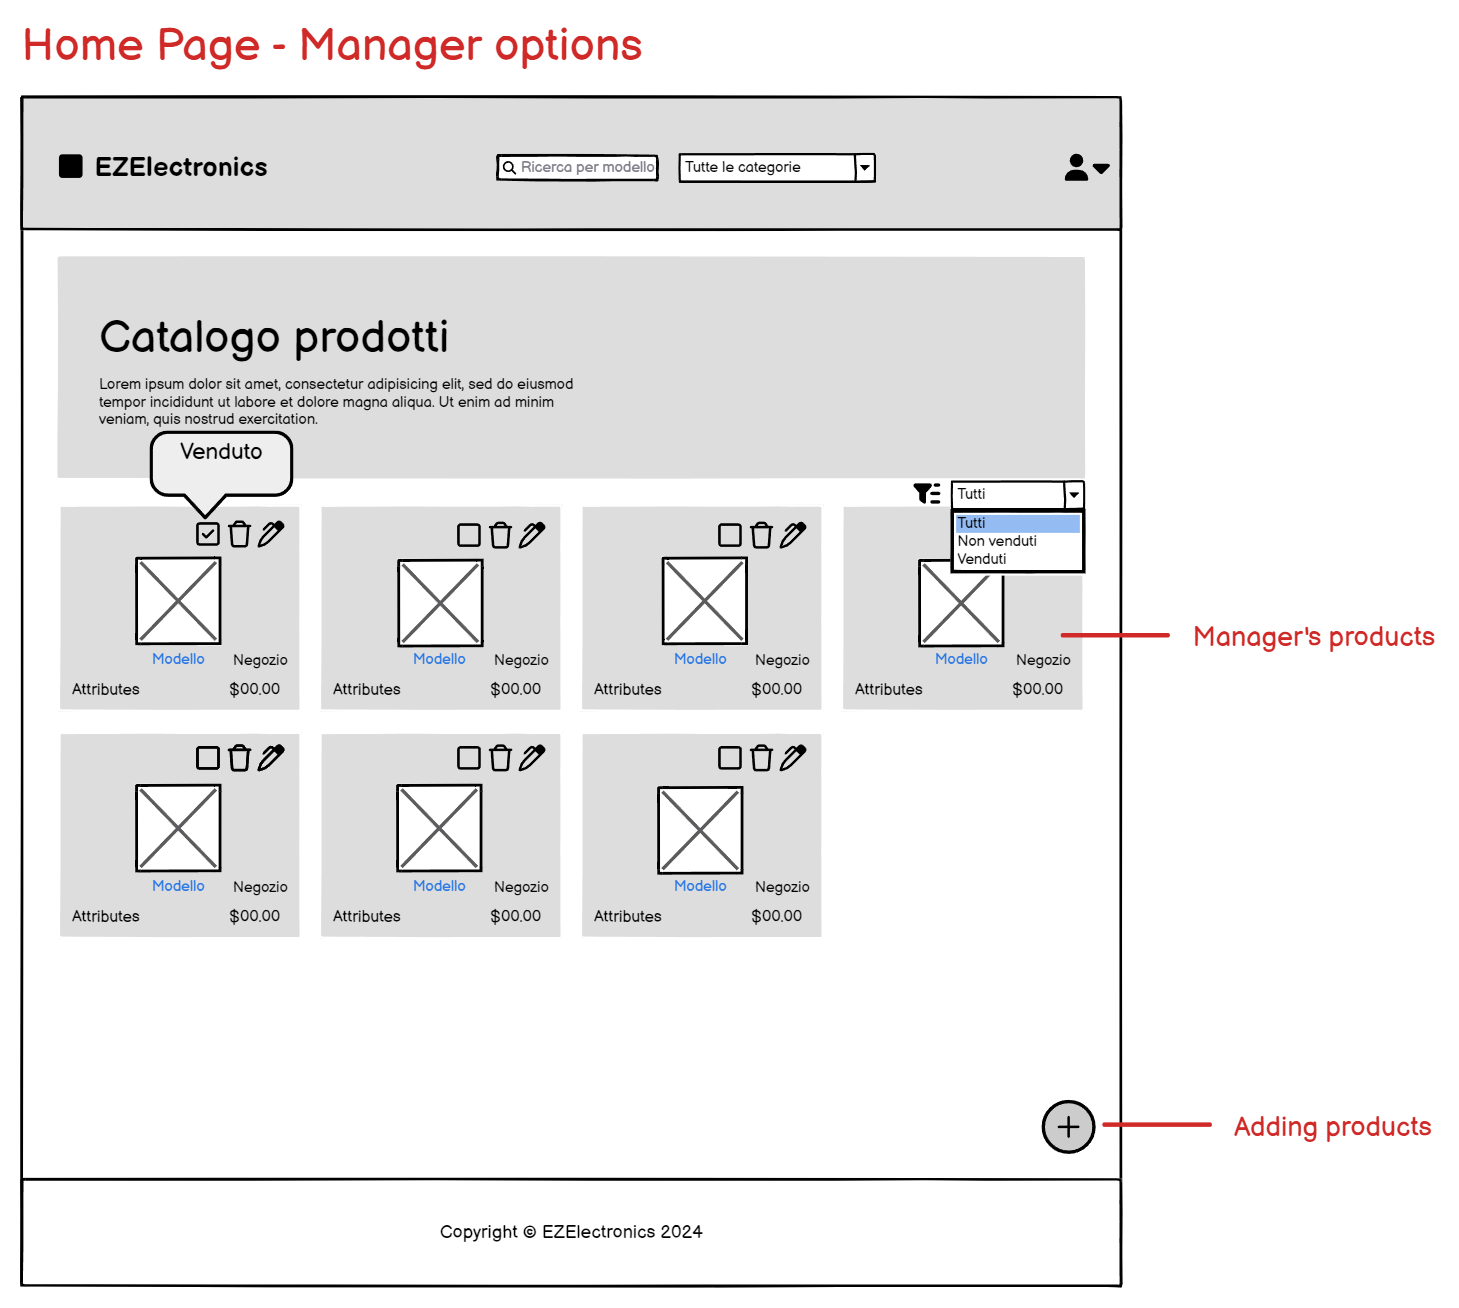 Home Page - Manager options
EZElectronics
Ricerca per modello
Tutte le categorie
Catalogo prodotti
Lorem ipsum dolor sit amet, consectetur adipisicing elit, sed do eiusmod
tempor incididunt ut labore et dolore magna aliqua. Ut enim ad minim
veniam, quis nostrud exercitation.
Venduto
Tutti
Tutti
Non venduti
Venduti
Modello
Negozio
Attributes
$00.00
Modello
Negozio
Attributes
$00.00
Modello
Negozio
Attributes
$00.00
Modello
Negozio
Attributes
$00.00
Manager's products
Modello
Negozio
Attributes
$00.00
Modello
Negozio
Attributes
$00.00
Modello
Negozio
Attributes
$00.00
Adding products
Copyright © EZElectronics 2024